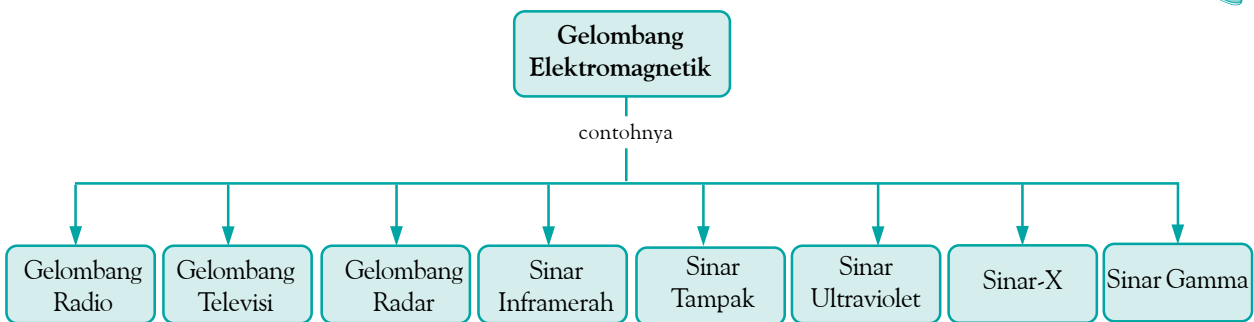 Gelombang
Elektromagnetik
contohnya
Gelombang
Radio
Gelombang
Televisi
Gelombang
Radar
Sinar
Inframerah
Sinar
Tampak
Sinar
Ultraviolet
Sinar-X
Sinar Gamma